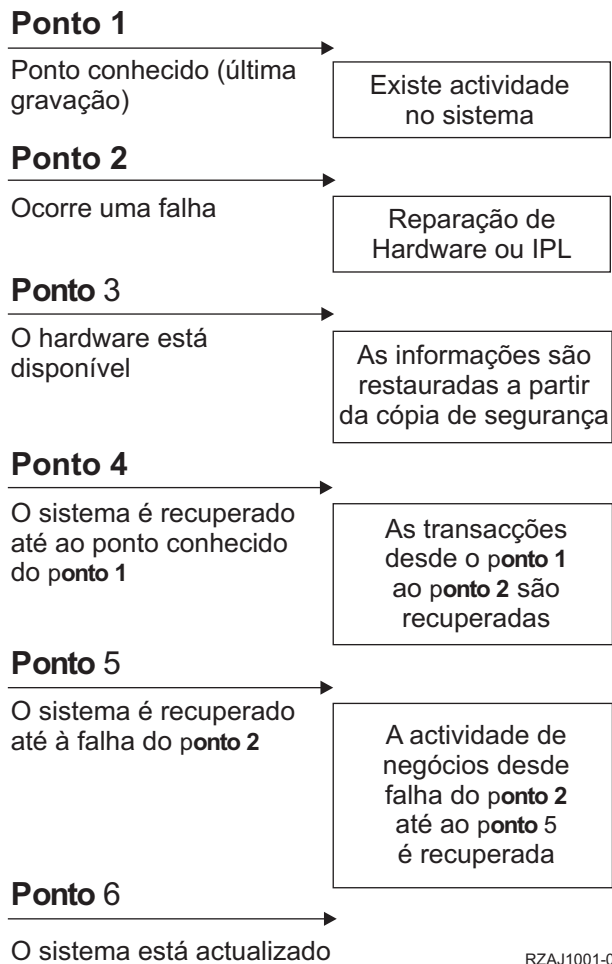 Ponto 1
Ponto conhecido (última
gravação)
Existe actividade
no sistema
Ponto 2
Ocorre uma falha
Reparação de
Hardware ou IPL
Ponto 3
O hardware está
disponível
As informações são
restauradas a partir
da cópia de segurança
Ponto 4
O sistema é recuperado
até ao ponto conhecido
do ponto 1
As transacções
desde o ponto 1
ao ponto 2 são
recuperadas
Ponto 5
O sistema é recuperado
até à falha do ponto 2
A actividade de
negócios desde
falha do ponto 2
até ao ponto 5
é recuperada
Ponto 6
O sistema está actualizado
RZAJ1001-0